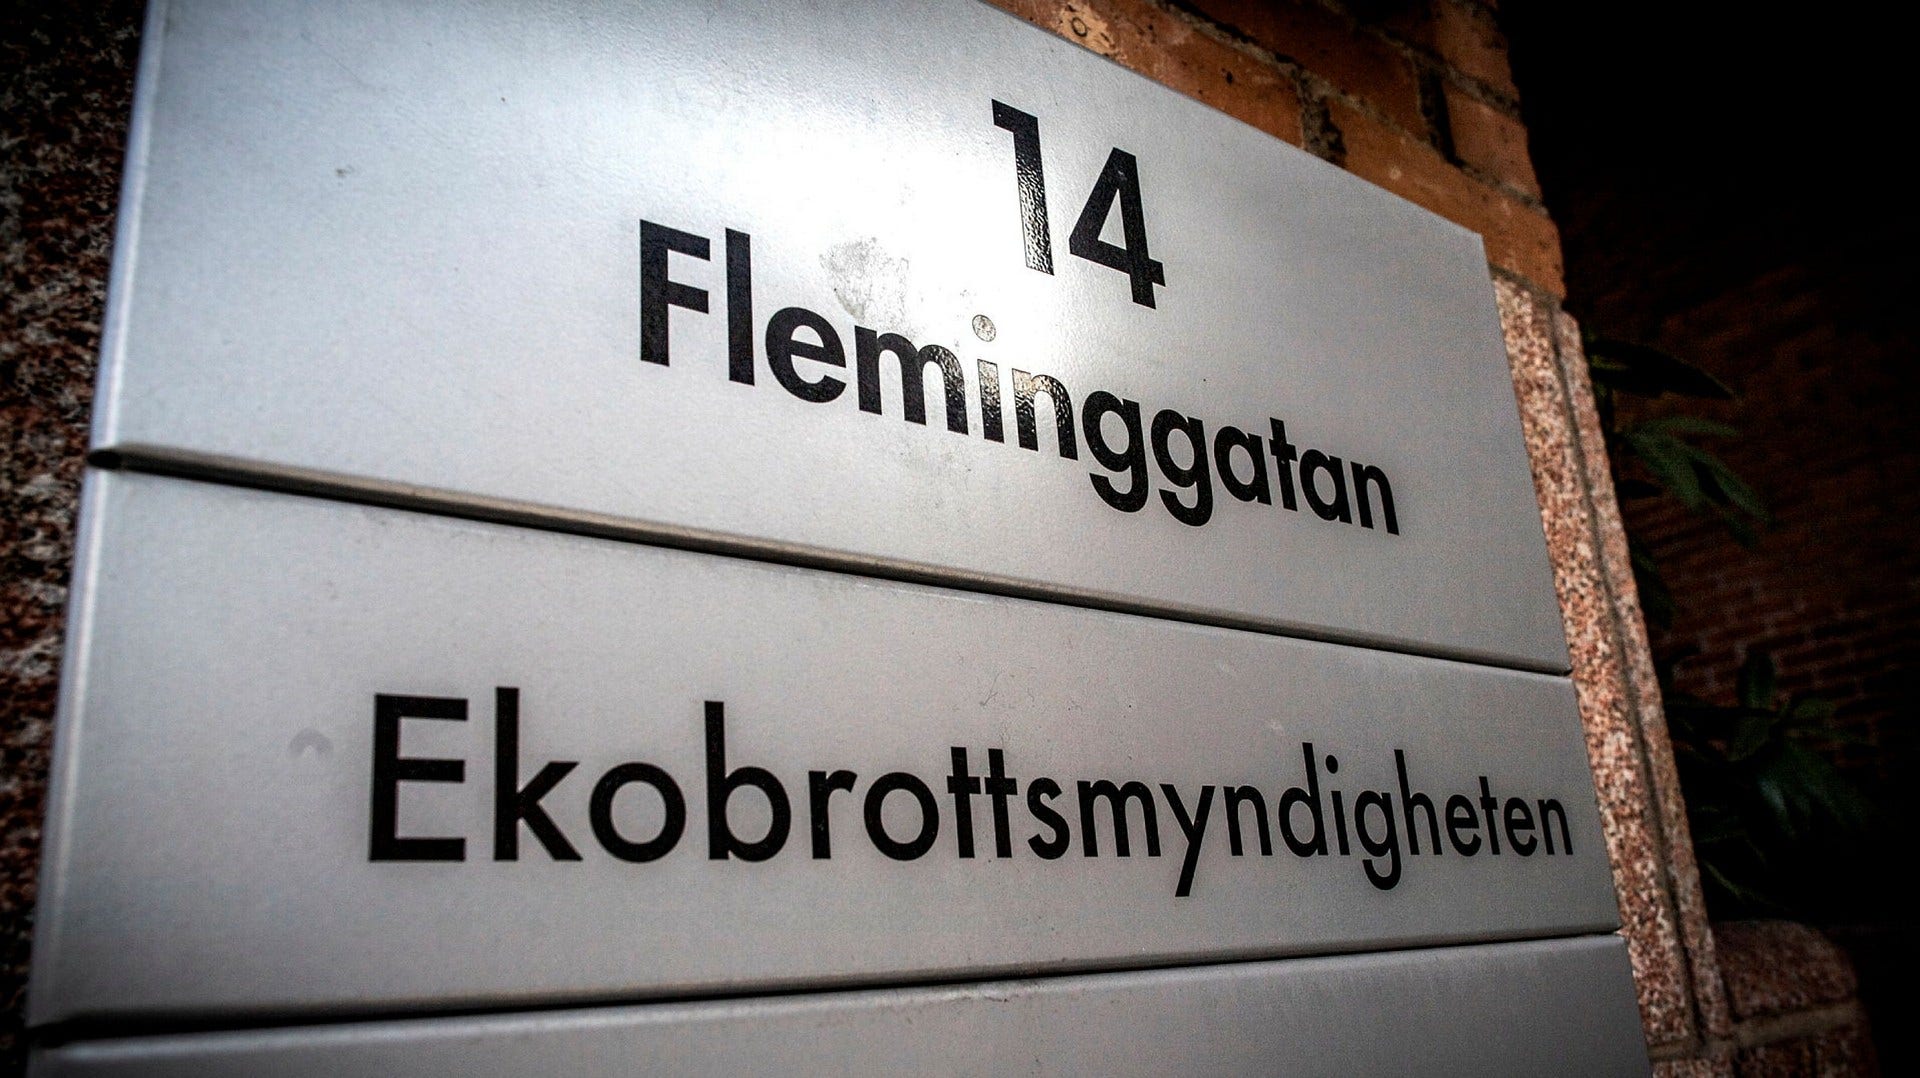 14
Fleminggatan
Ekobrottsmyndigheten